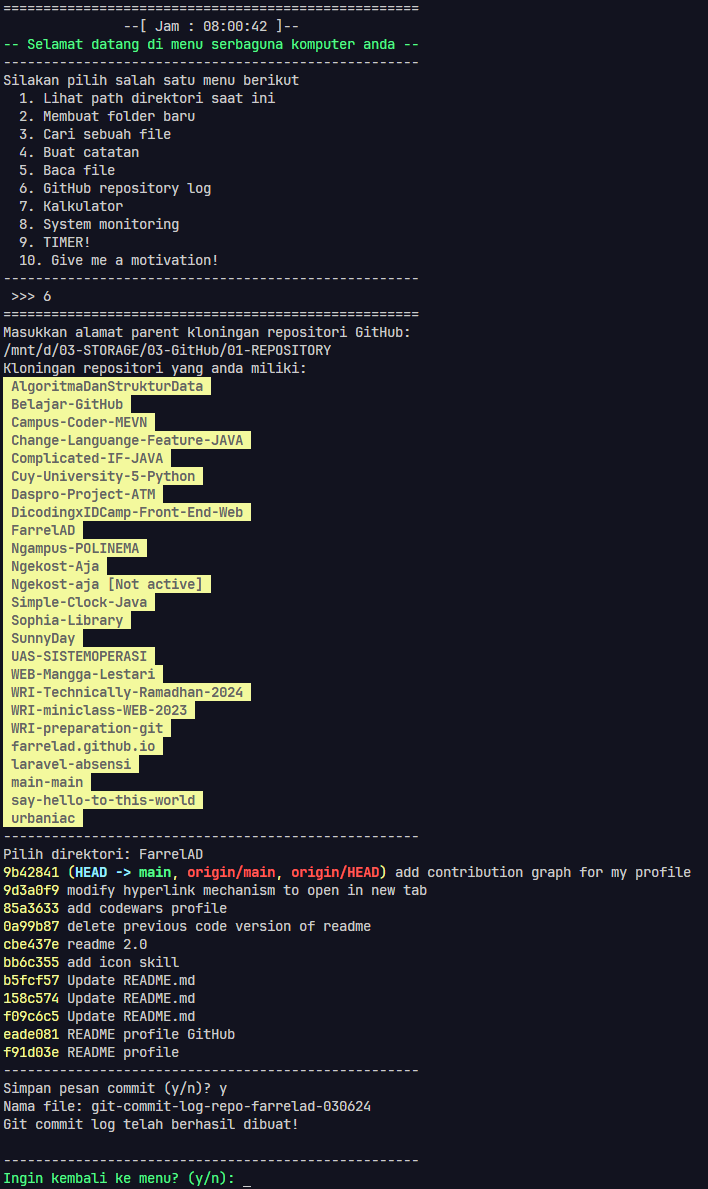 ====================================================
--[ Jam : 08:00:42 ]--
-- Selamat datang di menu serbaguna komputer anda --
----------------------------------------------------
Silakan pilih salah satu menu berikut
1. Lihat path direktori saat ini
2. Membuat folder baru
3. Cari sebuah file
4. Buat catatan
5. Baca file
6. GitHub repository log
7. Kalkulator
8. System monitoring
9. TIMER!
10. Give me a motivation!
----------------------------------------------------
>>> 6
====================================================
Masukkan alamat parent kloningan repositori GitHub:
/mnt/d/03-STORAGE/03-GitHub/01-REPOSITORY
Kloningan repositori yang anda miliki:
AlgoritmaDanStrukturData
Belajar-GitHub
Campus-Coder-MEVN
Change-Languange-Feature-JAVA
Complicated-IF-JAVA
Cuy-University-5-Python
Daspro-Project-ATM
DicodingxIDCamp-Front-End-Web
FarrelAD
Ngampus-POLINEMA
Ngekost-Aja
Ngekost-aja [Not active]
Simple-Clock-Java
Sophia-Library
SunnyDay
UAS-SISTEMOPERASI
WEB-Mangga-Lestari
WRI-Technically-Ramadhan-2024
WRI-miniclass-WEB-2023
WRI-preparation-git
farrelad.github.io
laravel-absensi
main-main
say-hello-to-this-world
urbaniac
----------------------------------------------------
Pilih direktori: FarrelAD
9b42841 (HEAD -> main, origin/main, origin/HEAD) add contribution graph for my profile
9d3a0f9 modify hyperlink mechanism to open in new tab
85a3633 add codewars profile
0a99b87 delete previous code version of readme
cbe437e readme 2.0
bb6c355 add icon skill
b5fcf57 Update README.md
158c574 Update README.md
f09c6c5 Update README.md
eade081 README profile GitHub
f91d03e README profile
----------------------------------------------------
Simpan pesan commit (y/n)? y
Nama file: git-commit-log-repo-farrelad-030624
Git commit log telah berhasil dibuat!
----------------------------------------------------
Ingin kembali ke menu? (y/n): _